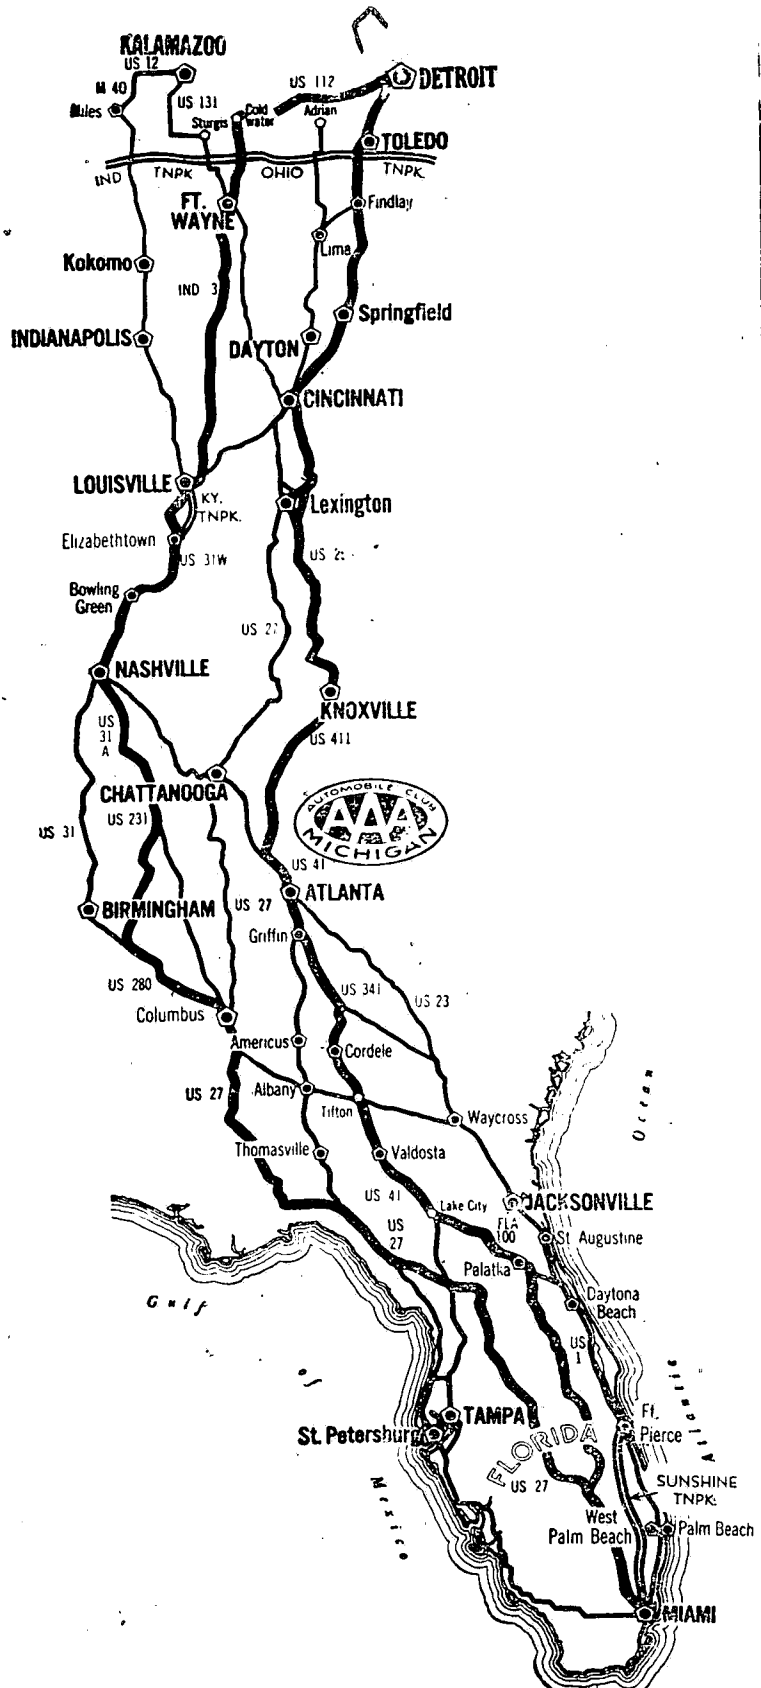 KALAMAZOO
US 12
M 40
US 112
DETROIT
Niles
US 131
Sturgis
Cold
water
Adrian
TOLEDO
IND
TNPK
OHIO
TNPK.
FT.
WAYNE
Findlay
Lima
Kokomo
IND 3
Springfield
INDIANAPOLIS
DAYTON
CINCINNATI
LOUISVILLE
KY.
TNPK.
Lexington
Elizabethtown
US 31W
Bowling
Green
US 27
NASHVILLE
KNOXVILLE
US
31
A
US 411
CHATTANOOGA
AUTOMOBILE CLUB
AAA
MICHIGAN
US 31
US 231
US 41
ATLANTA
BIRMINGHAM
US 27
Griffin
US 280
US 341
US 23
Columbus
Americus
Cordele
US 27
Albany
Tifton
Waycross
Ocean
Thomasville
Valdosta
US 41
Lake City
JACKSONVILLE
US
27
FLA
100
St Augustine
Palatka
Gulf
Daytona
Beach
US
1
of
Atlantic
TAMPA
Ft.
Pierce
St. Petersburg
FLORIDA
Mexico
US 27
SUNSHINE
TNPK.
West
Palm Beach
Palm Beach
MIAMI